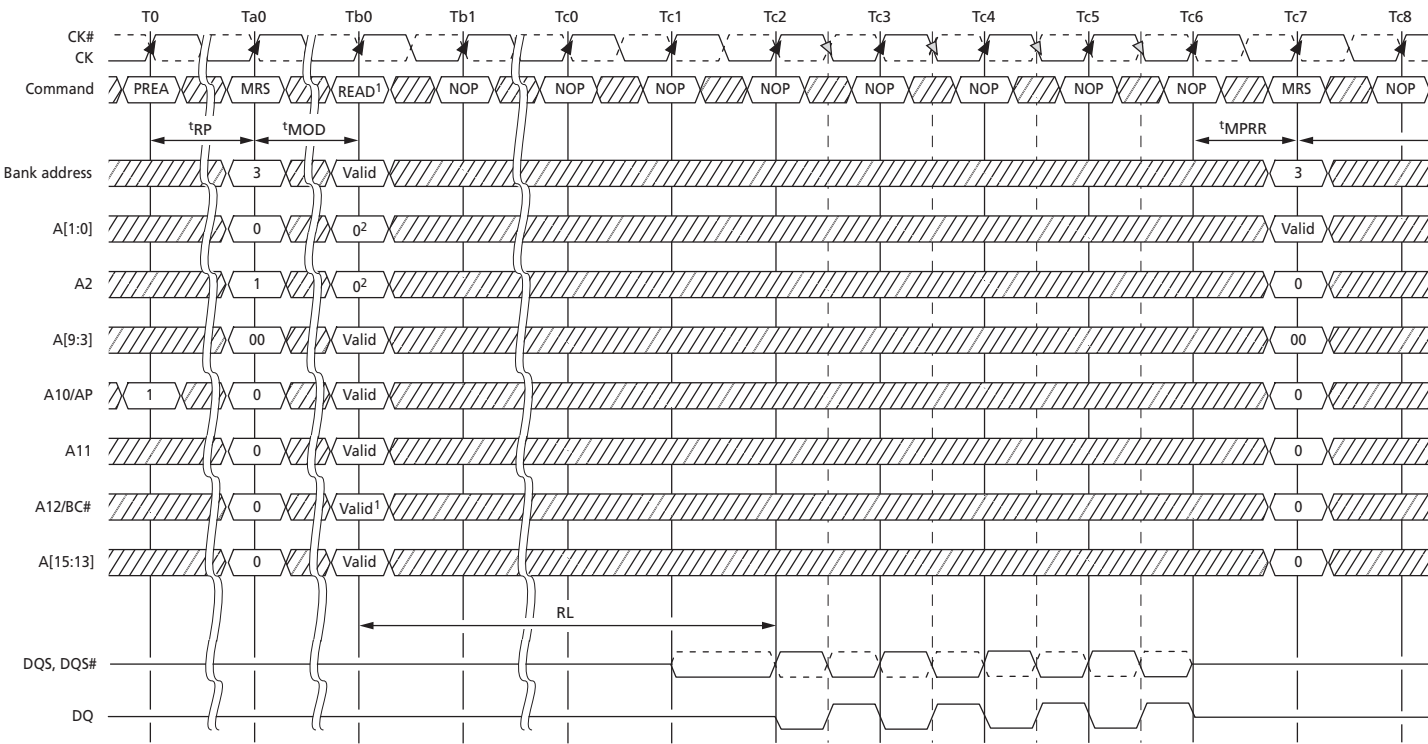 T0 Ta0 Tb0 Tb1 Tc0 Tc1 Tc2 Tc3 Tc4 Tc5 Tc6 Tc7 Tc8
CK#
CK
Command PREA MRS READ1 NOP NOP NOP NOP NOP NOP NOP NOP MRS NOP
tRP tMOD tMPRR
Bank address 3 Valid 3
A[1:0] 0 02 Valid
A2 1 02 0
A[9:3] 00 Valid 00
A10/AP 1 0 Valid 0
A11 0 Valid 0
A12/BC# 0 Valid1 0
A[15:13] 0 Valid 0
RL
DQS, DQS#
DQ